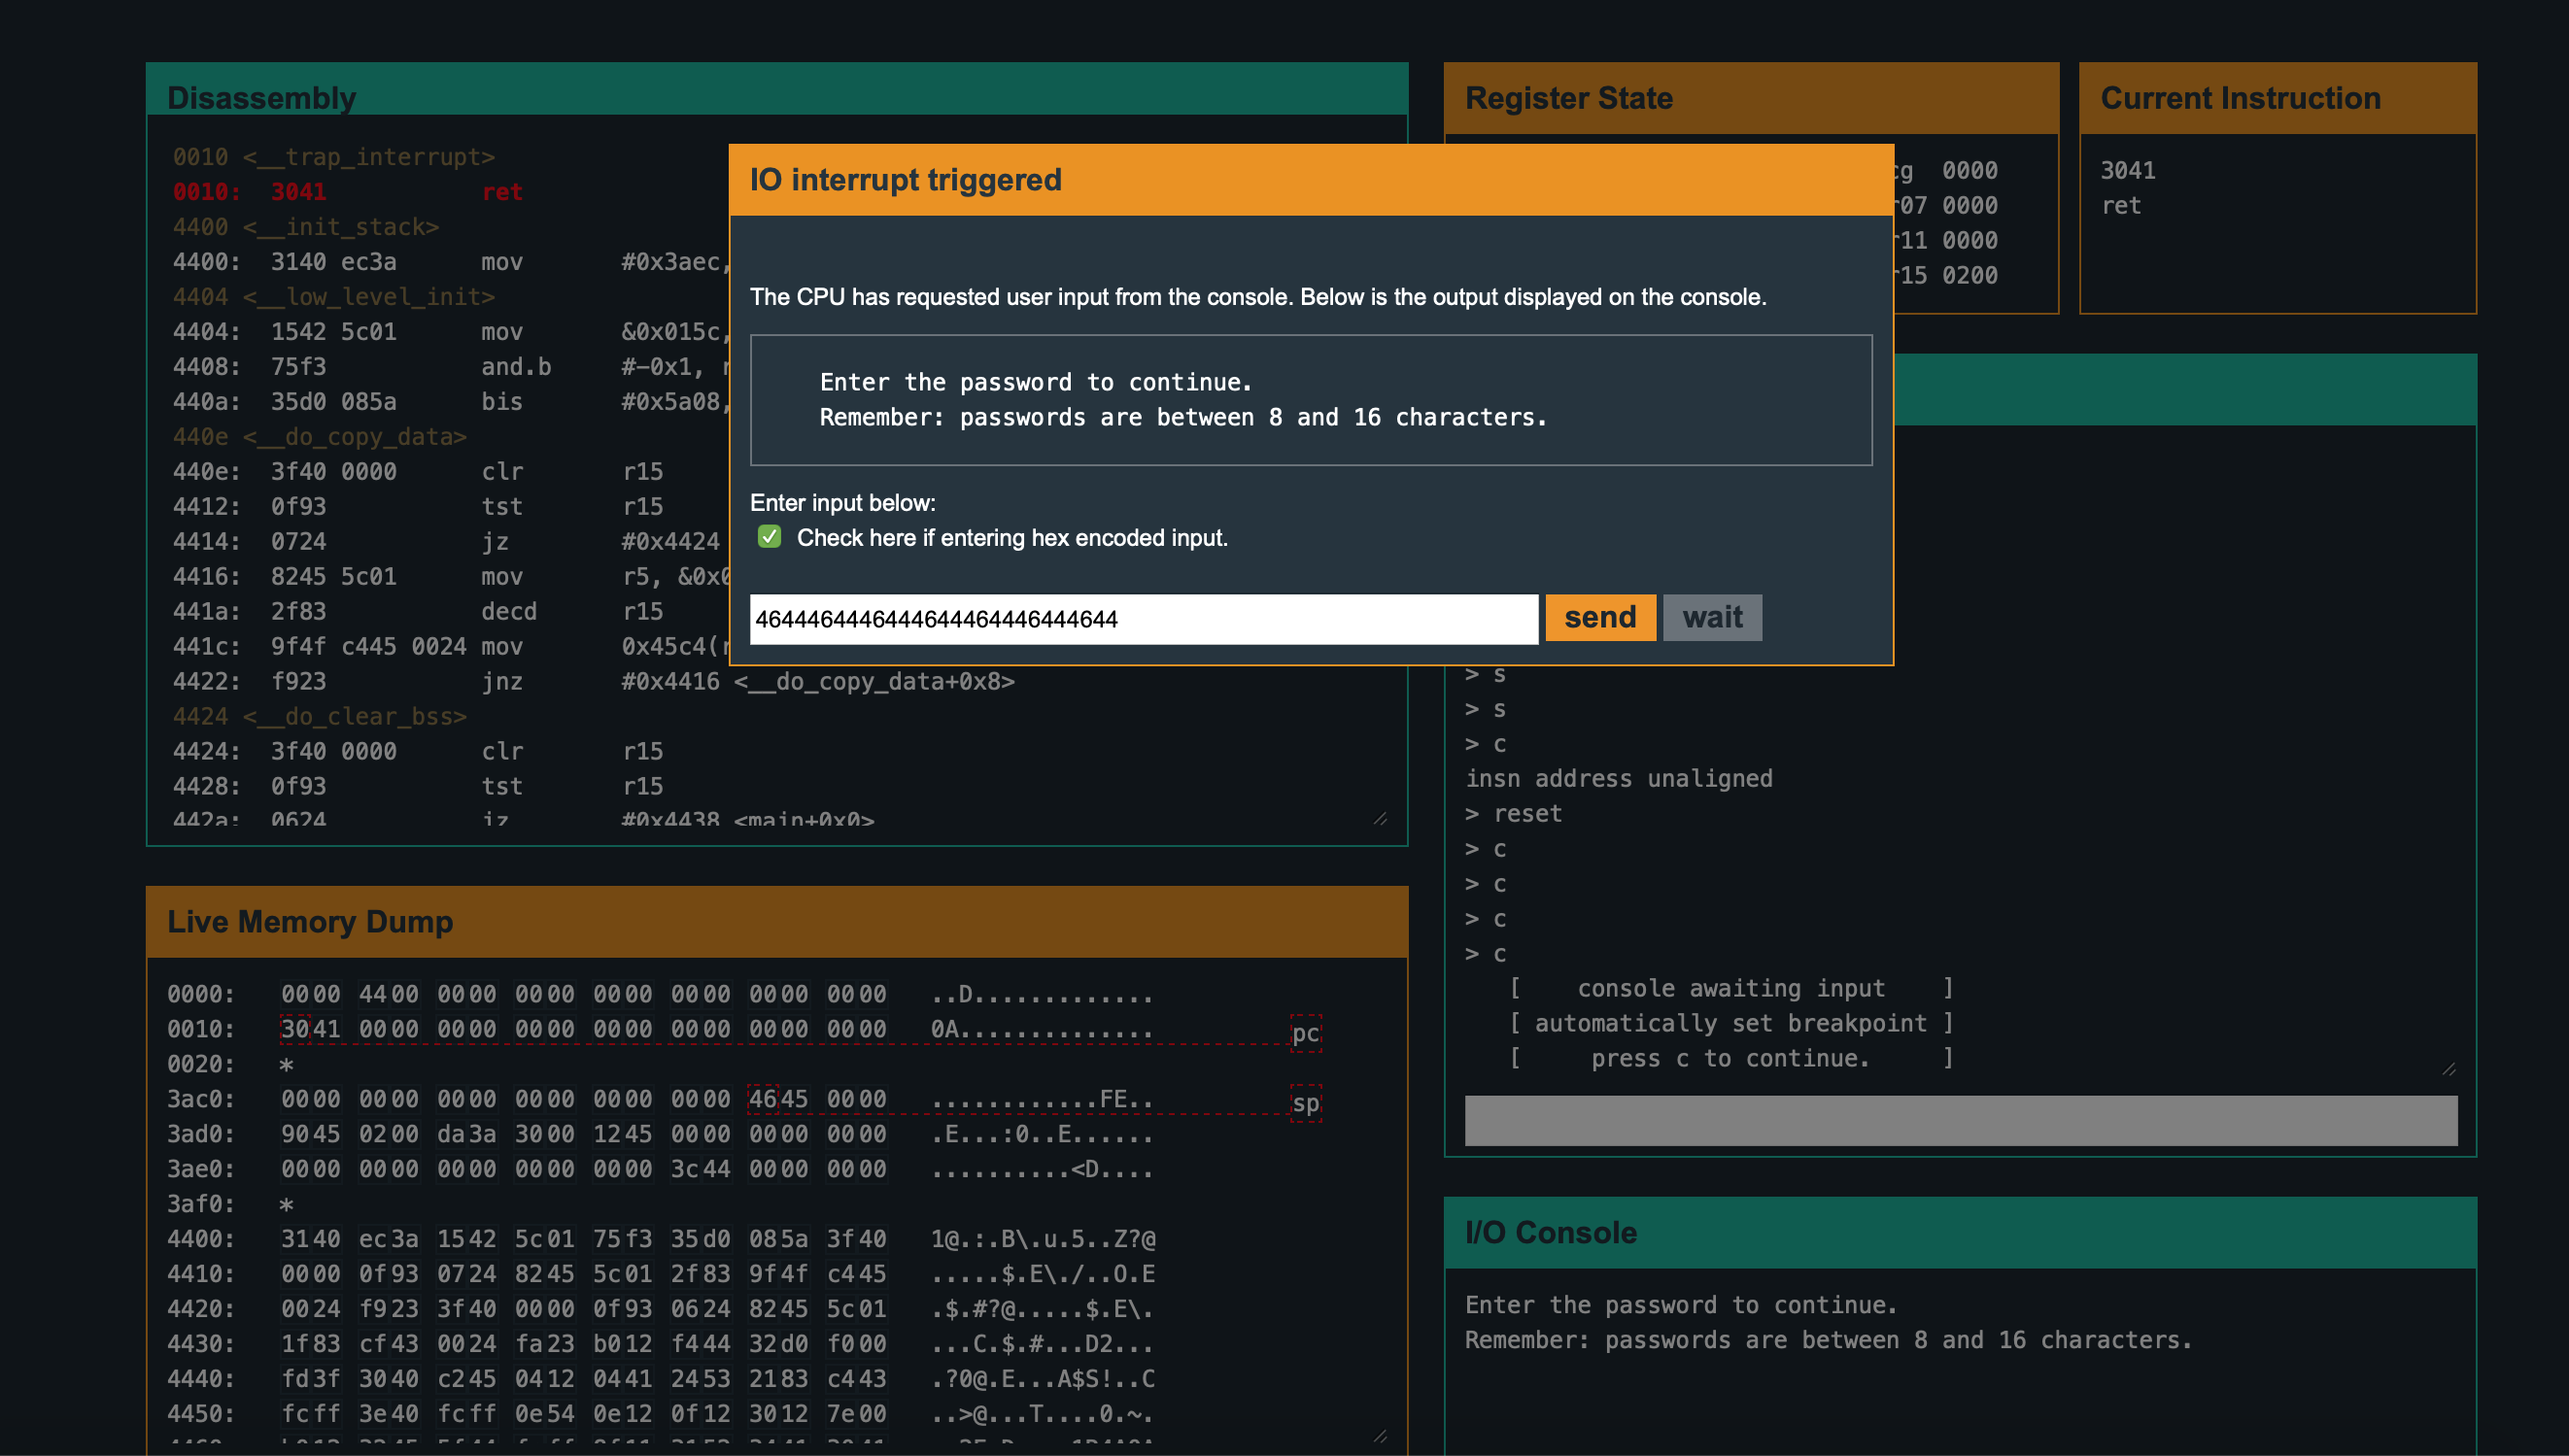 Disassembly
0010 <__trap_interrupt>
0010: 3041 ret
4400 <__init_stack>
4400: 3140 ec3a mov #0x3aec,
4404 <__low_level_init>
4404: 1542 5c01 mov &0x015c,
4408: 75f3 and.b #-0x1,
440a: 35d0 085a bis #0x5a08,
440e <__do_copy_data>
440e: 3f40 0000 clr r15
4412: 0f93 tst r15
4414: 0724 jz #0x4424
4416: 8245 5c01 mov r5, &0x0
441a: 2f83 decd r15
441c: 9f4f c445 0024 mov 0x45c4(r
4422: f923 jnz #0x4416 <__do_copy_data+0x8>
4424 <__do_clear_bss>
4424: 3f40 0000 clr r15
4428: 0f93 tst r15
442a: 0624 jz #0x4438 <main+0x0>
Register State
cg 0000
r07 0000
r11 0000
r15 0200
Current Instruction
3041
ret
IO interrupt triggered
The CPU has requested user input from the console. Below is the output displayed on the console.
Enter the password to continue.
Remember: passwords are between 8 and 16 characters.
Enter input below:
Check here if entering hex encoded input.
4644464446444644464446444644
send wait
> s
> s
> c
insn address unaligned
> reset
> c
> c
> c
> c
[ console awaiting input ]
[ automatically set breakpoint ]
[ press c to continue. ]
Live Memory Dump
0000: 0000 4400 0000 0000 0000 0000 0000 0000 ..D.............
0010: 3041 0000 0000 0000 0000 0000 0000 0000 0A.............. pc
0020: *
3ac0: 0000 0000 0000 0000 0000 0000 4645 0000 ............FE.. sp
3ad0: 9045 0200 da3a 3000 1245 0000 0000 0000 .E...:0..E......
3ae0: 0000 0000 0000 0000 0000 3c44 0000 0000 ..........<D....
3af0: *
4400: 3140 ec3a 1542 5c01 75f3 35d0 085a 3f40 1@.:.B\.u.5..Z?@
4410: 0000 0f93 0724 8245 5c01 2f83 9f4f c445 .....$.E\./..O.E
4420: 0024 f923 3f40 0000 0f93 0624 8245 5c01 .$.#?@.....$.E\.
4430: 1f83 cf43 0024 fa23 b012 f444 32d0 f000 ...C.$.#...D2...
4440: fd3f 3040 c245 0412 0441 2453 2183 c443 .?0@.E...A$S!..C
4450: fcff 3e40 fcff 0e54 0e12 0f12 3012 7e00 ..>@...T....0.~.
I/O Console
Enter the password to continue.
Remember: passwords are between 8 and 16 characters.